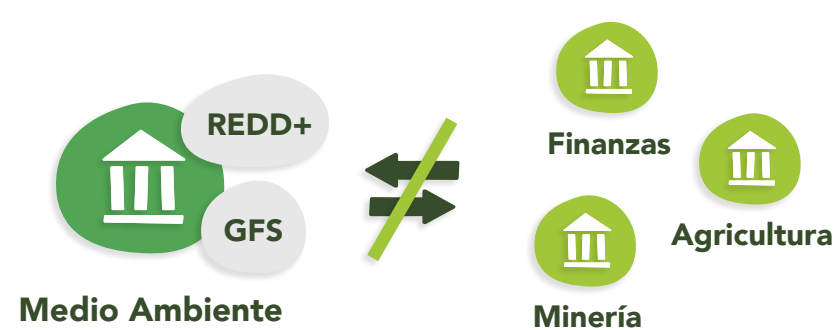 REDD+
GFS
Medio Ambiente
Finanzas
Agricultura
Minería